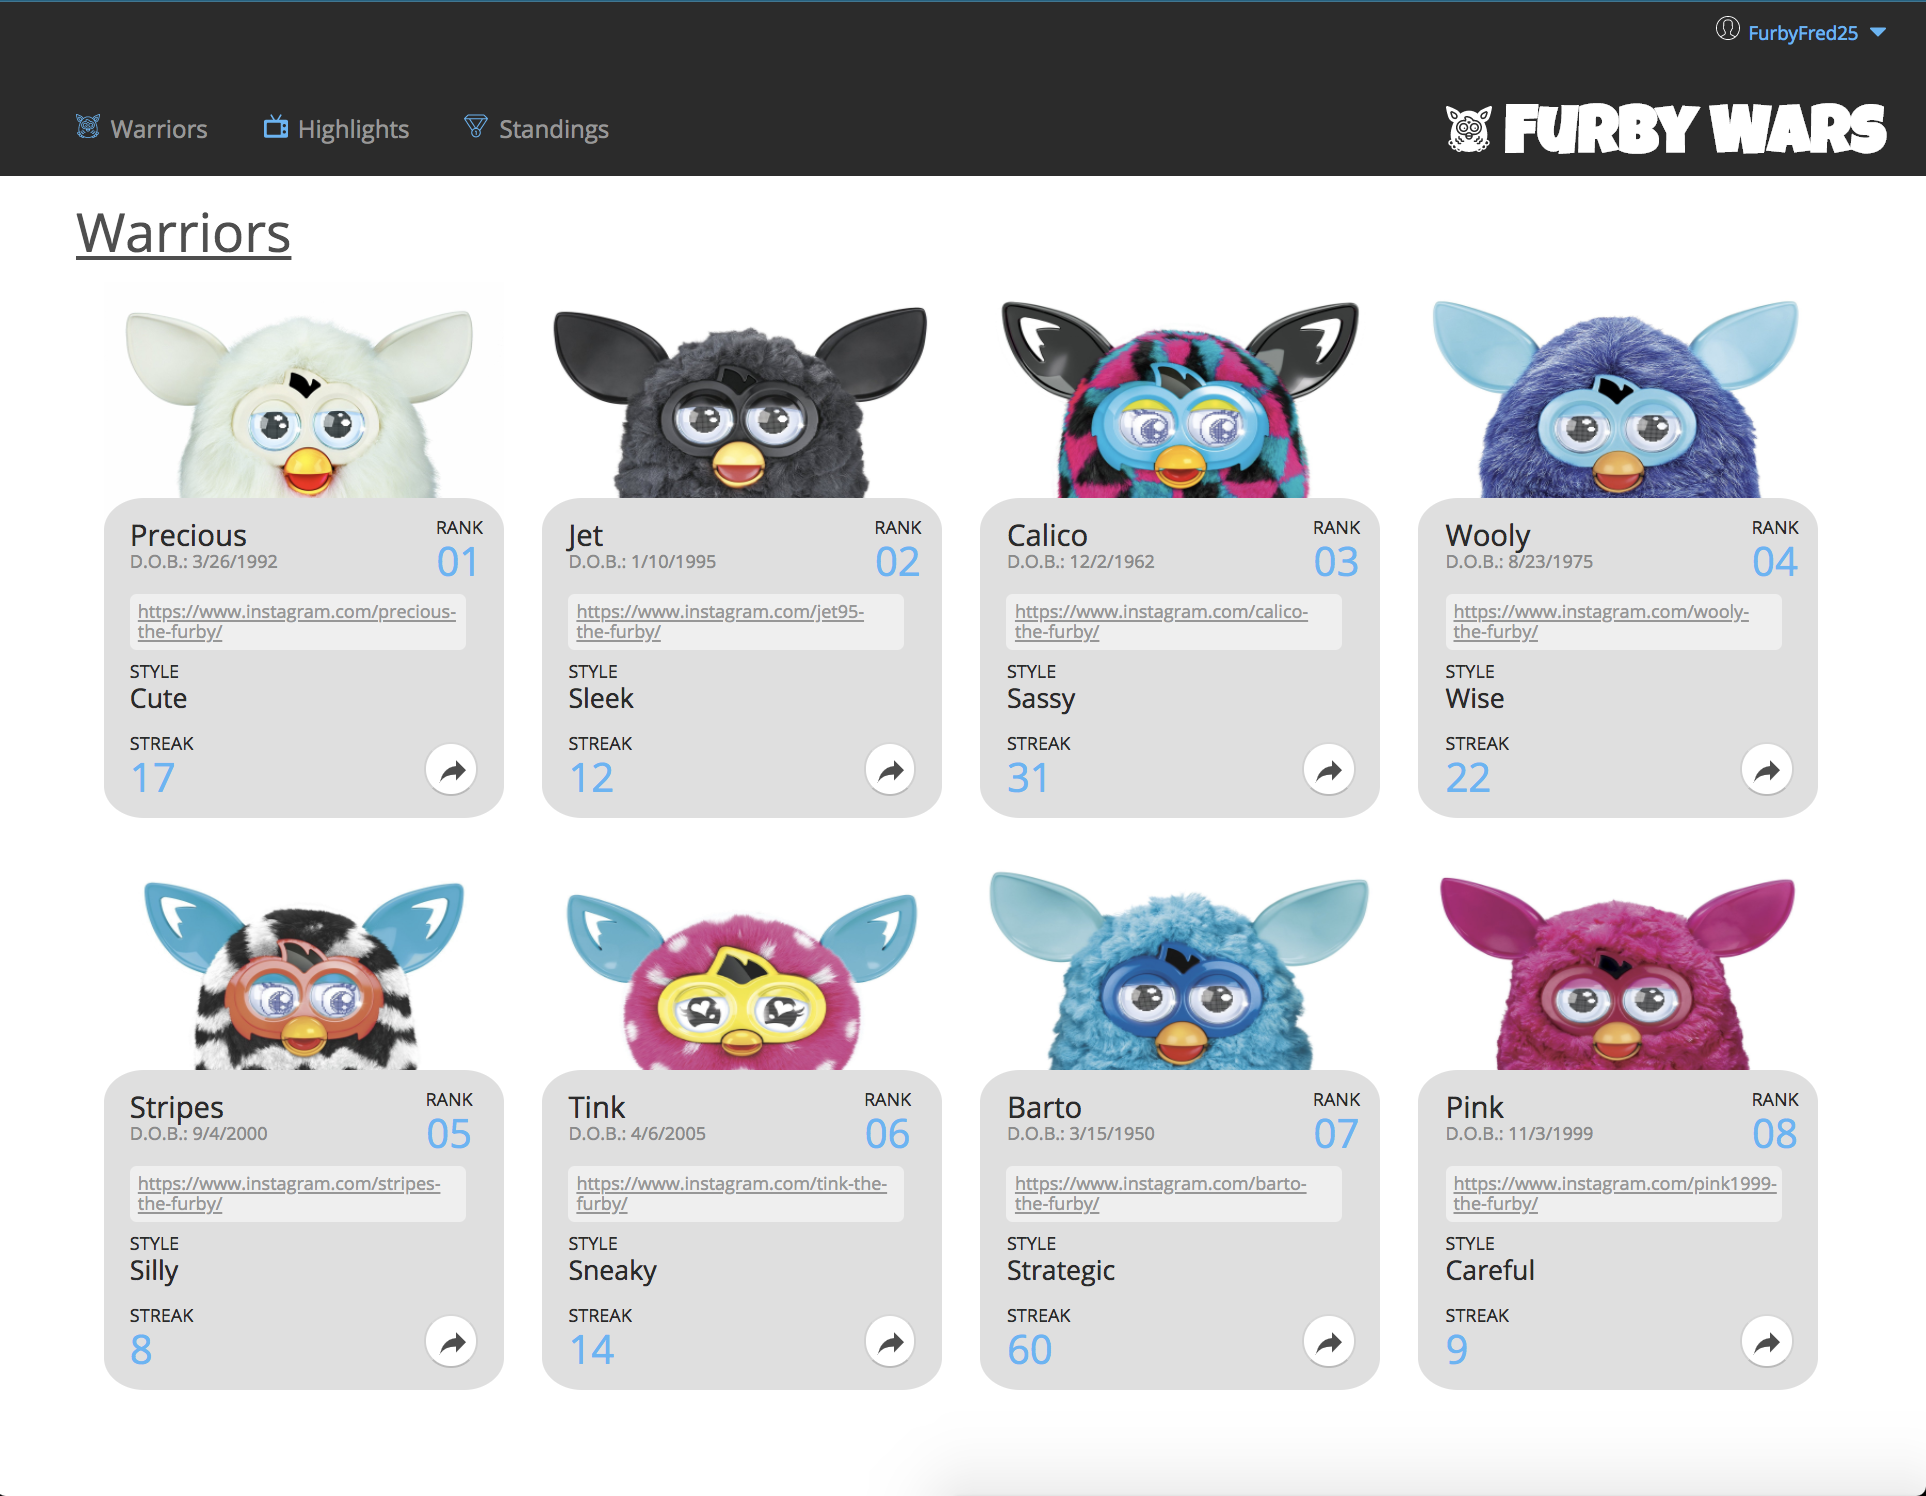 FurbyFred25
Warriors
Highlights
Standings
FURBY WARS
Warriors
Precious
D.O.B.: 3/26/1992
RANK
01
https://www.instagram.com/precious-
the-furby/
STYLE
Cute
STREAK
17
Jet
D.O.B.: 1/10/1995
RANK
02
https://www.instagram.com/jet95-
the-furby/
STYLE
Sleek
STREAK
12
Calico
D.O.B.: 12/2/1962
RANK
03
https://www.instagram.com/calico-
the-furby/
STYLE
Sassy
STREAK
31
Wooly
D.O.B.: 8/23/1975
RANK
04
https://www.instagram.com/wooly-
the-furby/
STYLE
Wise
STREAK
22
Stripes
D.O.B.: 9/4/2000
RANK
05
https://www.instagram.com/stripes-
the-furby/
STYLE
Silly
STREAK
8
Tink
D.O.B.: 4/6/2005
RANK
06
https://www.instagram.com/tink-the-
furby/
STYLE
Sneaky
STREAK
14
Barto
D.O.B.: 3/15/1950
RANK
07
https://www.instagram.com/barto-
the-furby/
STYLE
Strategic
STREAK
60
Pink
D.O.B.: 11/3/1999
RANK
08
https://www.instagram.com/pink1999-
the-furby/
STYLE
Careful
STREAK
9